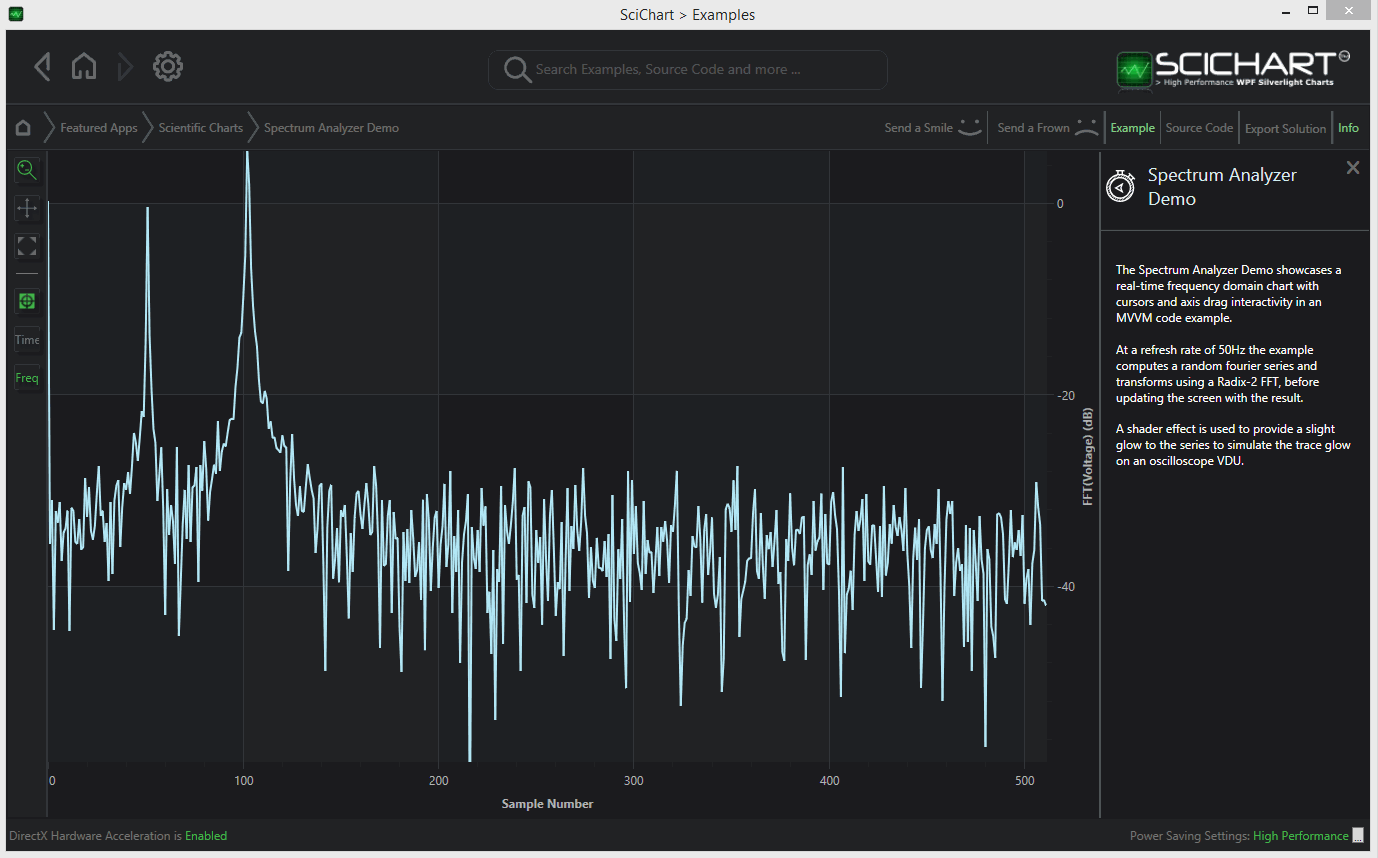 SciChart > Examples
Search Examples, Source Code and more ...
SCICHART
> High Performance WPF Silverlight Charts
Featured Apps
Scientific Charts
Spectrum Analyzer Demo
Send a Smile
Send a Frown
Example
Source Code
Export Solution
Info
Time
Freq
0
-20
-40
FFT(Voltage) (dB)
0
100
200
300
400
500
Sample Number
Spectrum Analyzer
Demo
The Spectrum Analyzer Demo showcases a
real-time frequency domain chart with
cursors and axis drag interactivity in an
MVVM code example.
At a refresh rate of 50Hz the example
computes a random fourier series and
transforms using a Radix-2 FFT, before
updating the screen with the result.
A shader effect is used to provide a slight
glow to the series to simulate the trace glow
on an oscilloscope VDU.
DirectX Hardware Acceleration is Enabled
Power Saving Settings: High Performance